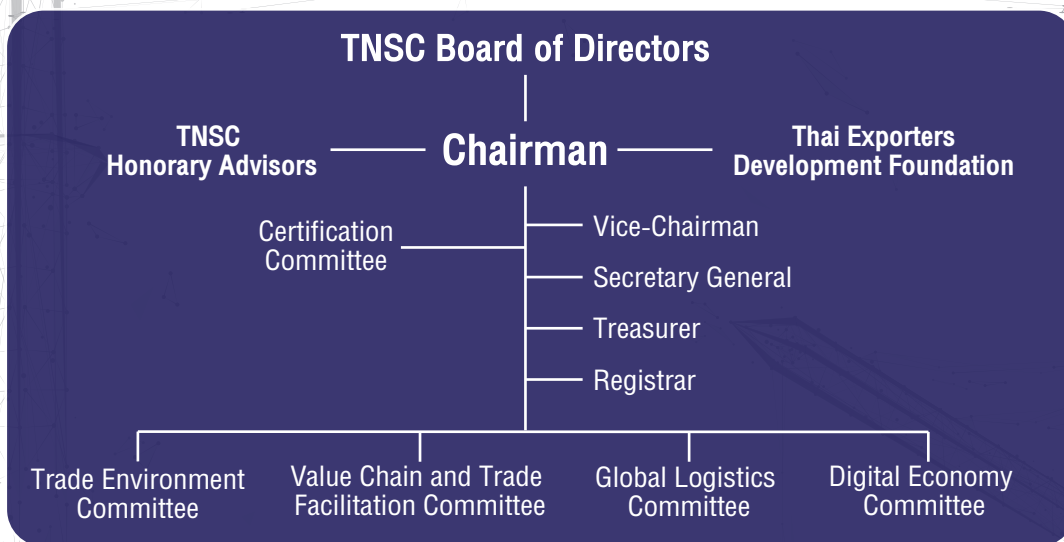 TNSC Board of Directors
TNSC
Honorary Advisors
Chairman
Thai Exporters
Development Foundation
Certification
Committee
Vice-Chairman
Secretary General
Treasurer
Registrar
Trade Environment
Committee
Value Chain and Trade
Facilitation Committee
Global Logistics
Committee
Digital Economy
Committee